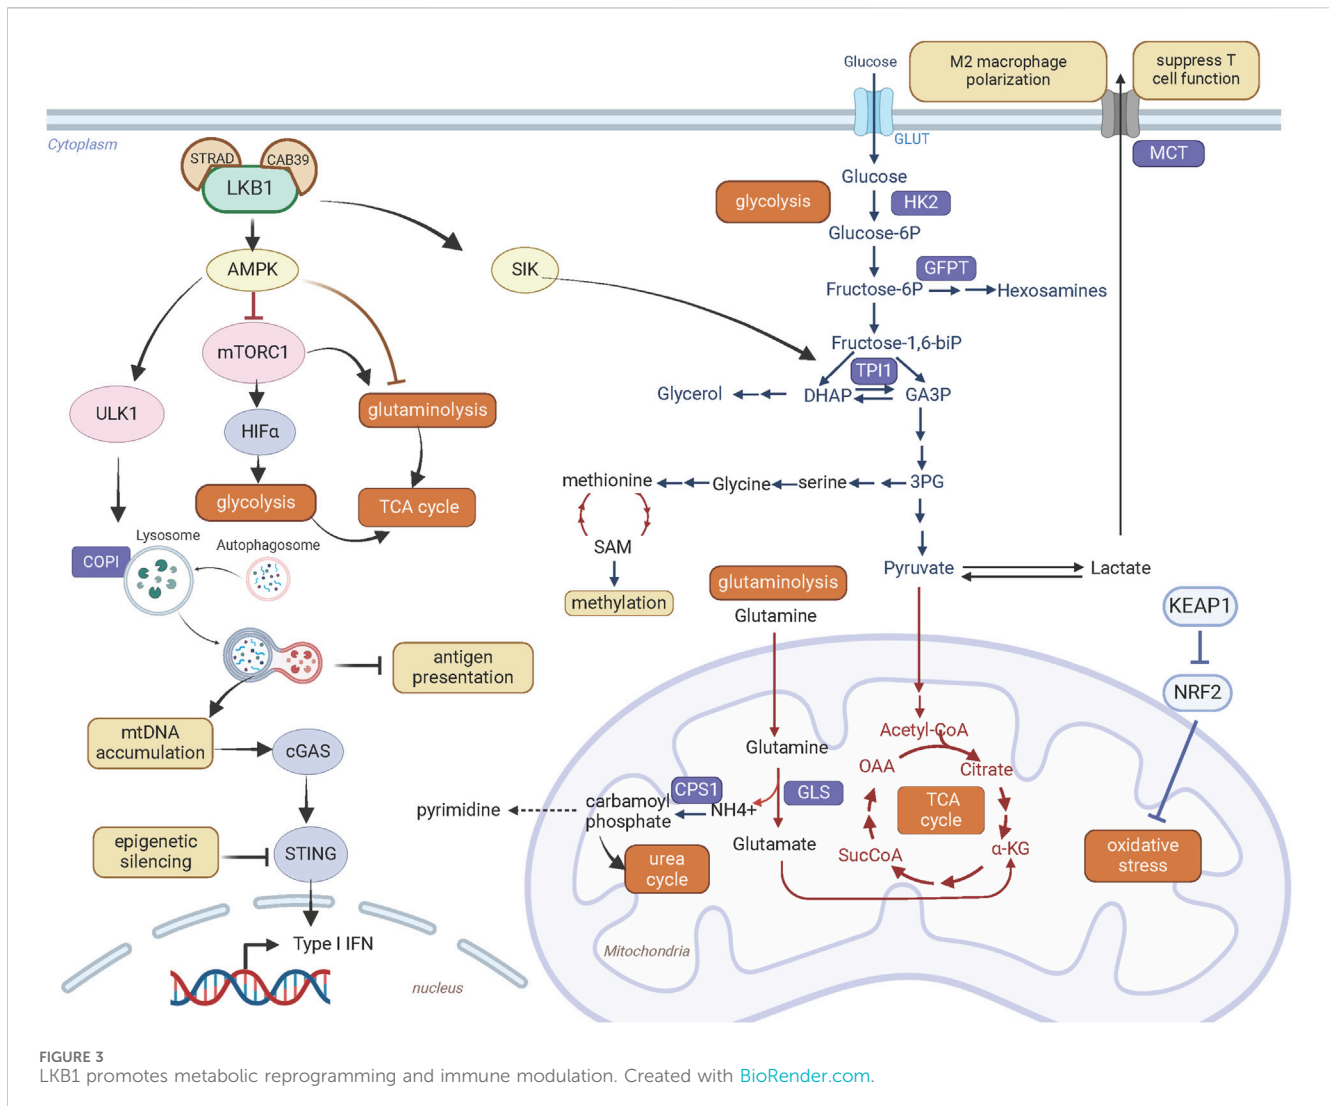 Glucose
M2 macrophage
polarization
suppress T
cell function
Cytoplasm
GLUT
MCT
STRAD
CAB39
LKB1
Glucose
glycolysis
HK2
Glucose-6P
AMPK
SIK
GFPT
Fructose-6P
Hexosamines
mTORC1
Fructose-1,6-biP
TPI1
Glycerol
DHAP
GA3P
ULK1
glutaminolysis
HIFα
methionine
Glycine
serine
3PG
glycolysis
TCA cycle
Lysosome
Autophagosome
COPI
SAM
Pyruvate
Lactate
glutaminolysis
methylation
Glutamine
KEAP1
antigen
presentation
NRF2
mtDNA
accumulation
cGAS
Glutamine
Acetyl-CoA
OAA
Citrate
CPS1
GLS
TCA
cycle
pyrimidine
carbamoyl
phosphate
NH4+
epigenetic
silencing
STING
Glutamate
SucCoA
α-KG
oxidative
stress
urea
cycle
Type I IFN
Mitochondria
nucleus
FIGURE 3
LKB1 promotes metabolic reprogramming and immune modulation. Created with BioRender.com.